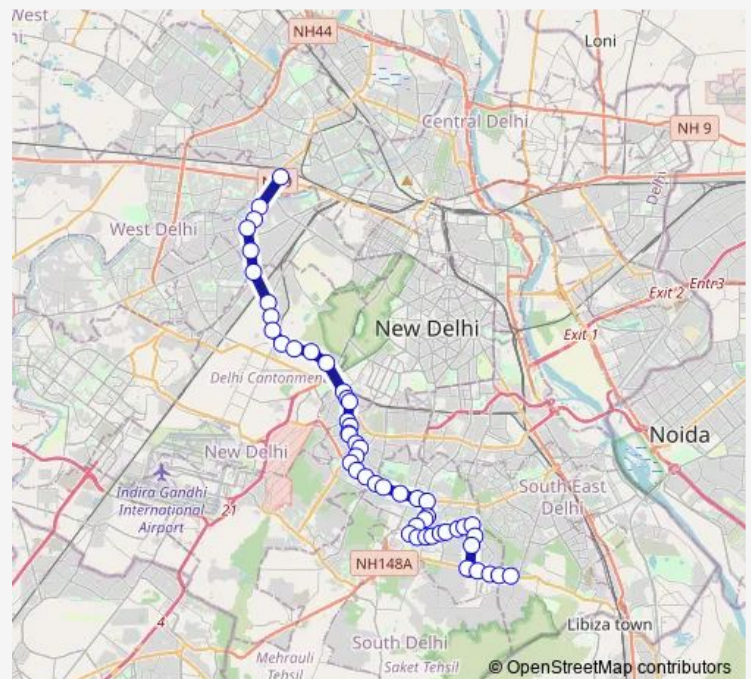 West
NH44
Loni
Central Delhi
NH 9
Delhi
West Delhi
Exit 2
Entr3
New Delhi
Exit 1
Delhi Cantonment
Noida
New Delhi
Indira Gandhi
International
Airport
21
South East
Delhi
NH148A
4
Libiza town
South Delhi
Mehrauli
Tehsil
Saket Tehsil
© OpenStreetMap contributors